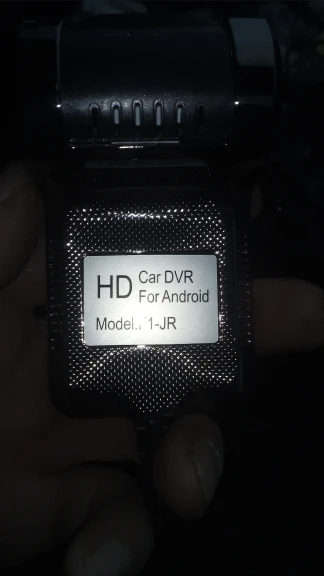 HD Car DVR
For Android
Model.: 1-JR